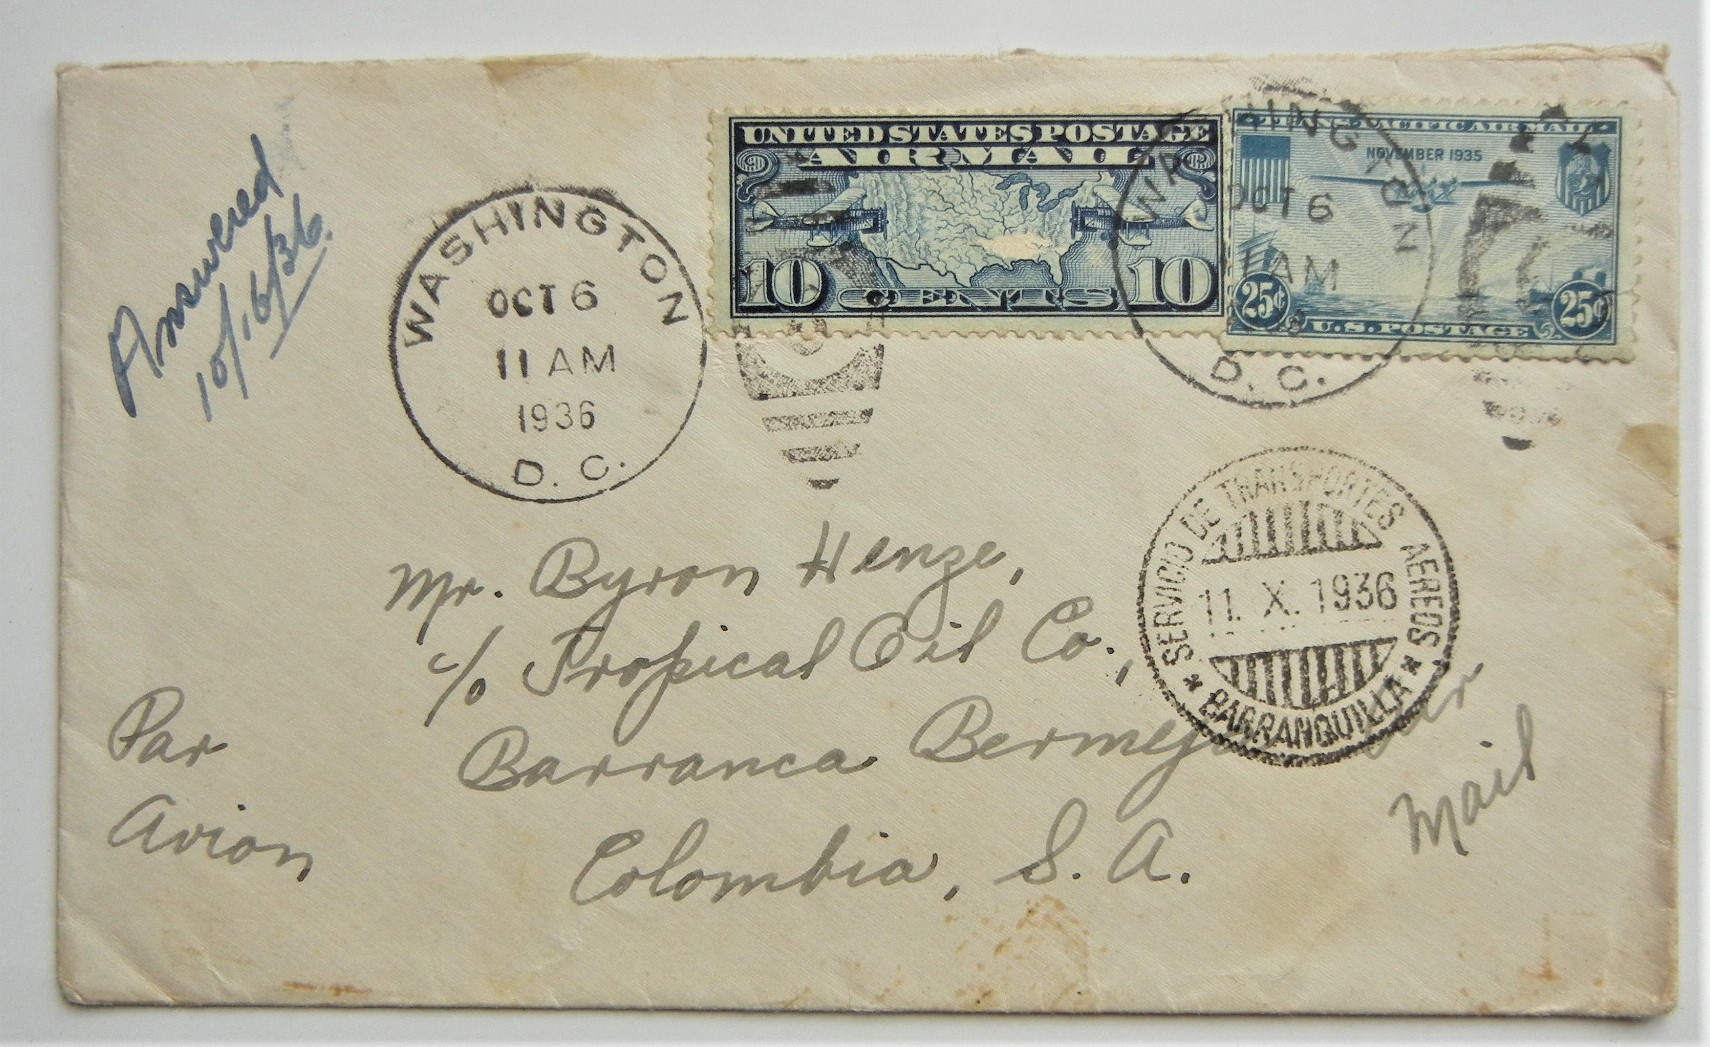 Answered
10/16/36.
WASHINGTON
OCT 6
11 AM
1936
D. C.
UNITED STATES POSTAGE
AIR MAIL
10 CENTS 10
WASHINGTON
OCT 6
AM
D. C.
TRANS-PACIFIC AIR MAIL
NOVEMBER 1935
25¢ 25¢
U.S. POSTAGE
SERVICIO DE TRANSPORTES AEREOS
11. X. 1936
* BARRANQUILLA *
Mr. Byron Henze,
c/o Tropical Oil Co.,
Barranca Bermeja
Colombia, S. A.
Par
Avion
Air
Mail